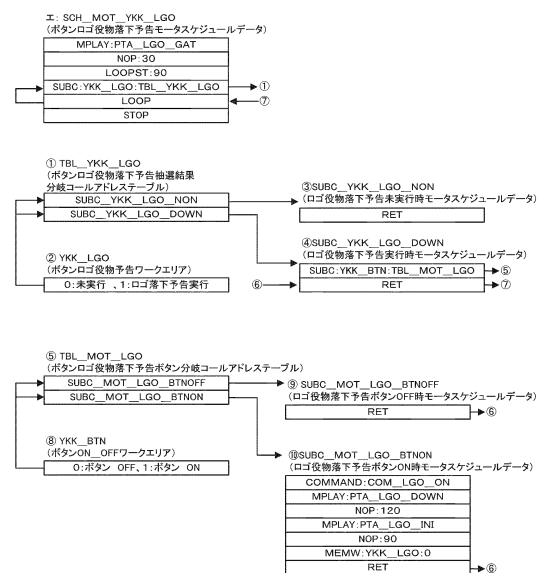 エ: SCH__MOT__YKK__LGO
(ボタンロゴ役物落下予告モータスケジュールデータ)
MPLAY:PTA__LGO__GAT
NOP:30
LOOPST:90
SUBC:YKK__LGO:TBL__YKK__LGO
①
LOOP
⑦
STOP
① TBL__YKK__LGO
(ボタンロゴ役物落下予告抽選結果
分岐コールアドレステーブル)
SUBC__YKK__LGO__NON
SUBC__YKK__LGO__DOWN
③SUBC__YKK__LGO__NON
(ロゴ役物落下予告未実行時モータスケジュールデータ)
RET
② YKK__LGO
(ボタンロゴ役物予告ワークエリア)
0:未実行 、1:ロゴ落下予告実行
④SUBC__YKK__LGO__DOWN
(ロゴ役物落下予告実行時モータスケジュールデータ)
SUBC:YKK__BTN:TBL__MOT__LGO
⑤
⑥
RET
⑦
⑤ TBL__MOT__LGO
(ボタンロゴ役物落下予告ボタン分岐コールアドレステーブル)
SUBC__MOT__LGO__BTNOFF
SUBC__MOT__LGO__BTNON
⑨ SUBC__MOT__LGO__BTNOFF
(ロゴ役物落下予告ボタンOFF時モータスケジュールデータ)
RET
⑥
⑧ YKK__BTN
(ボタンON__OFFワークエリア)
0:ボタン OFF、1:ボタン ON
⑩SUBC__MOT__LGO__BTNON
(ロゴ役物落下予告ボタンON時モータスケジュールデータ)
COMMAND:COM__LGO__ON
MPLAY:PTA__LGO__DOWN
NOP:120
MPLAY:PTA__LGO__INI
NOP:90
MEMW:YKK__LGO:0
RET
⑥